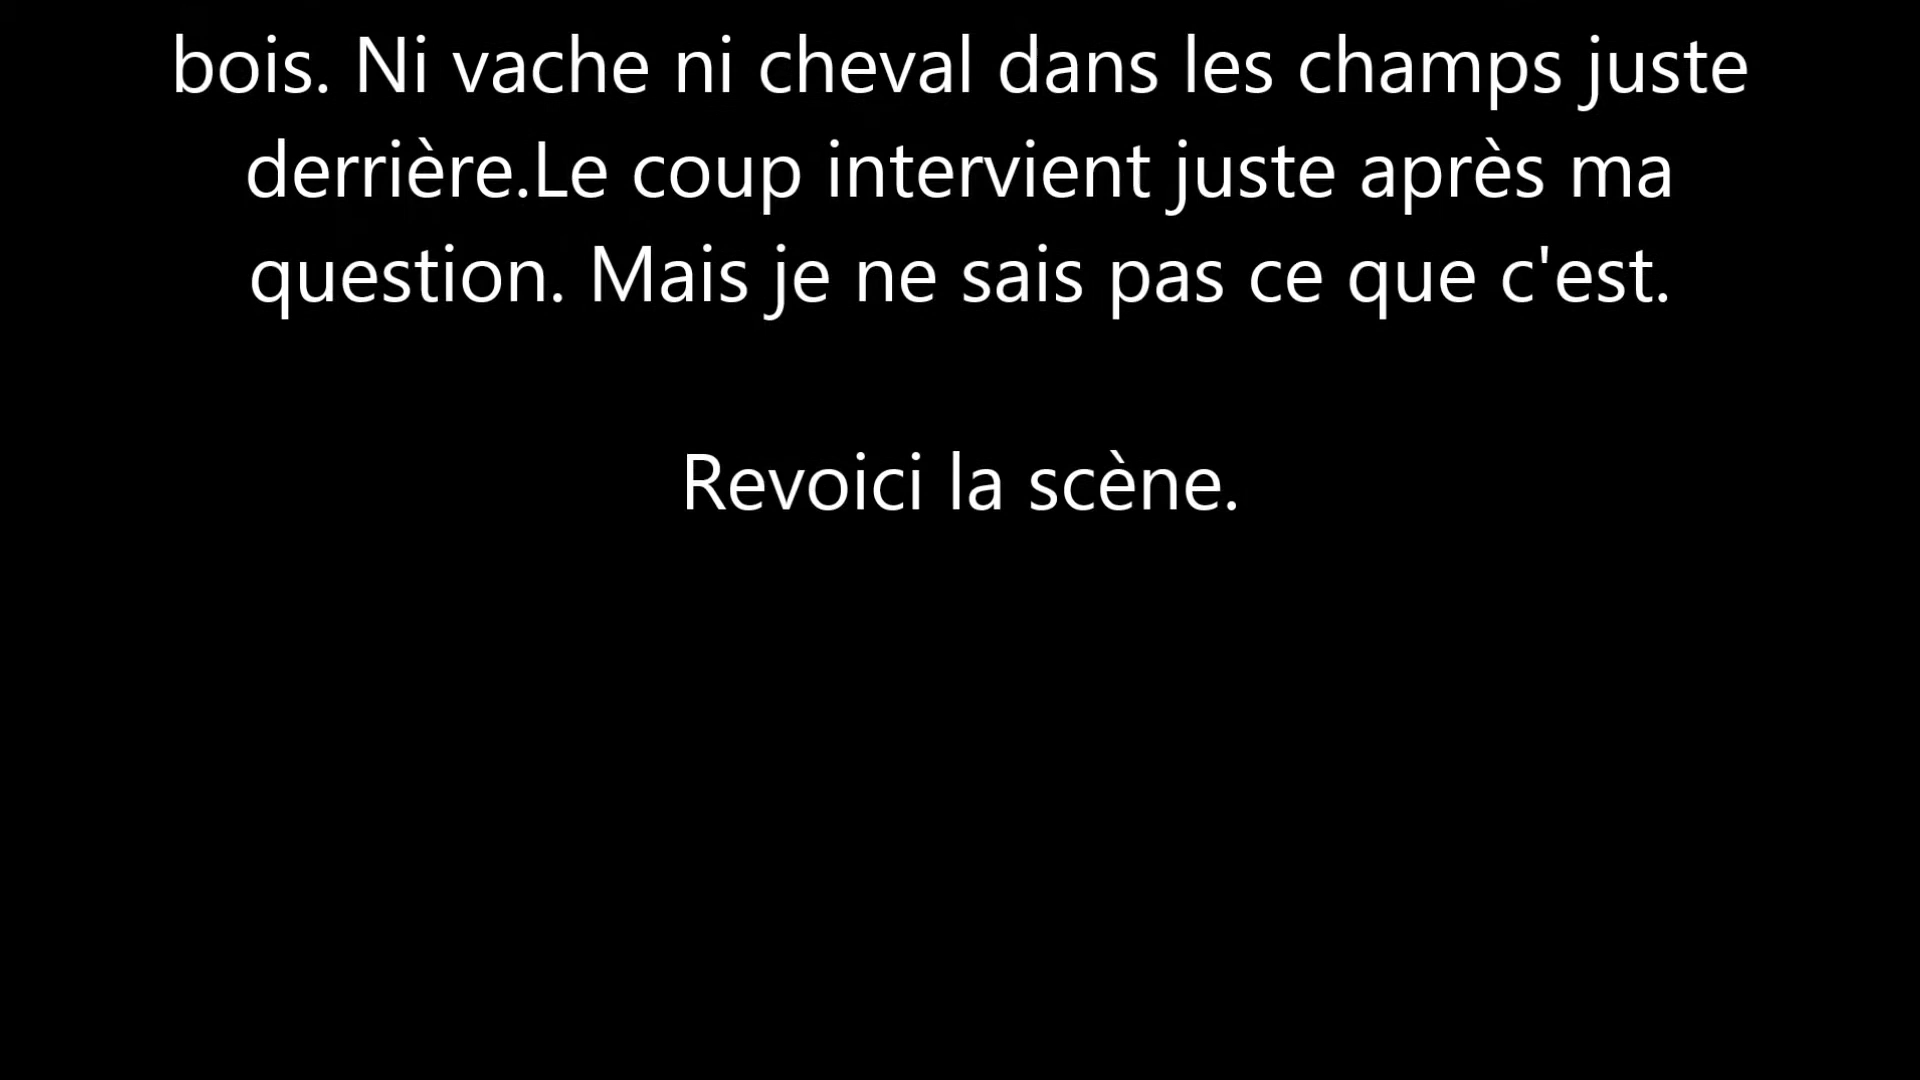 bois. Ni vache ni cheval dans les champs juste
derrière.Le coup intervient juste après ma
question. Mais je ne sais pas ce que c'est.
Revoici la scène.